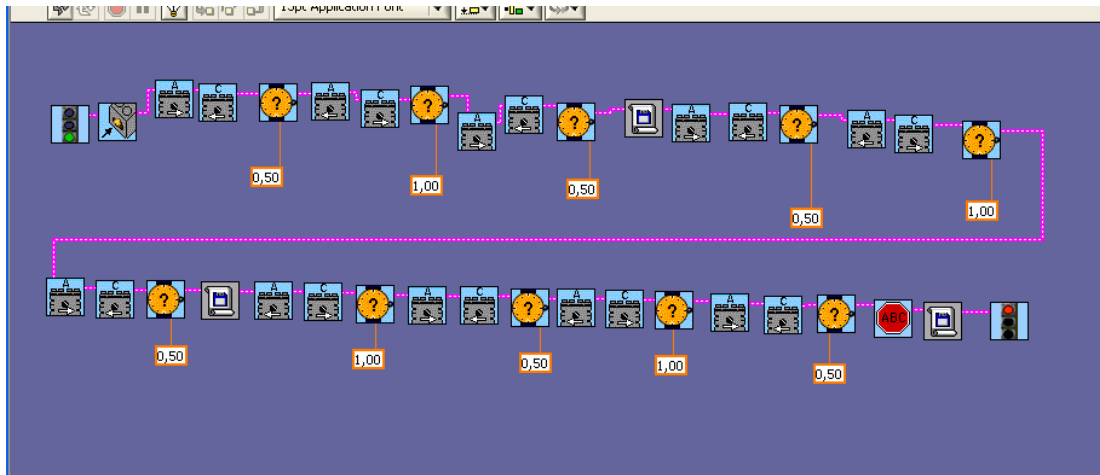 13pt Application Font
A C ? A C ? A C ? A C ? A C ?
0,50 1,00 0,50 0,50 1,00
A C ? A C ? A C ? A C ? A C ? ABC
0,50 1,00 0,50 1,00 0,50